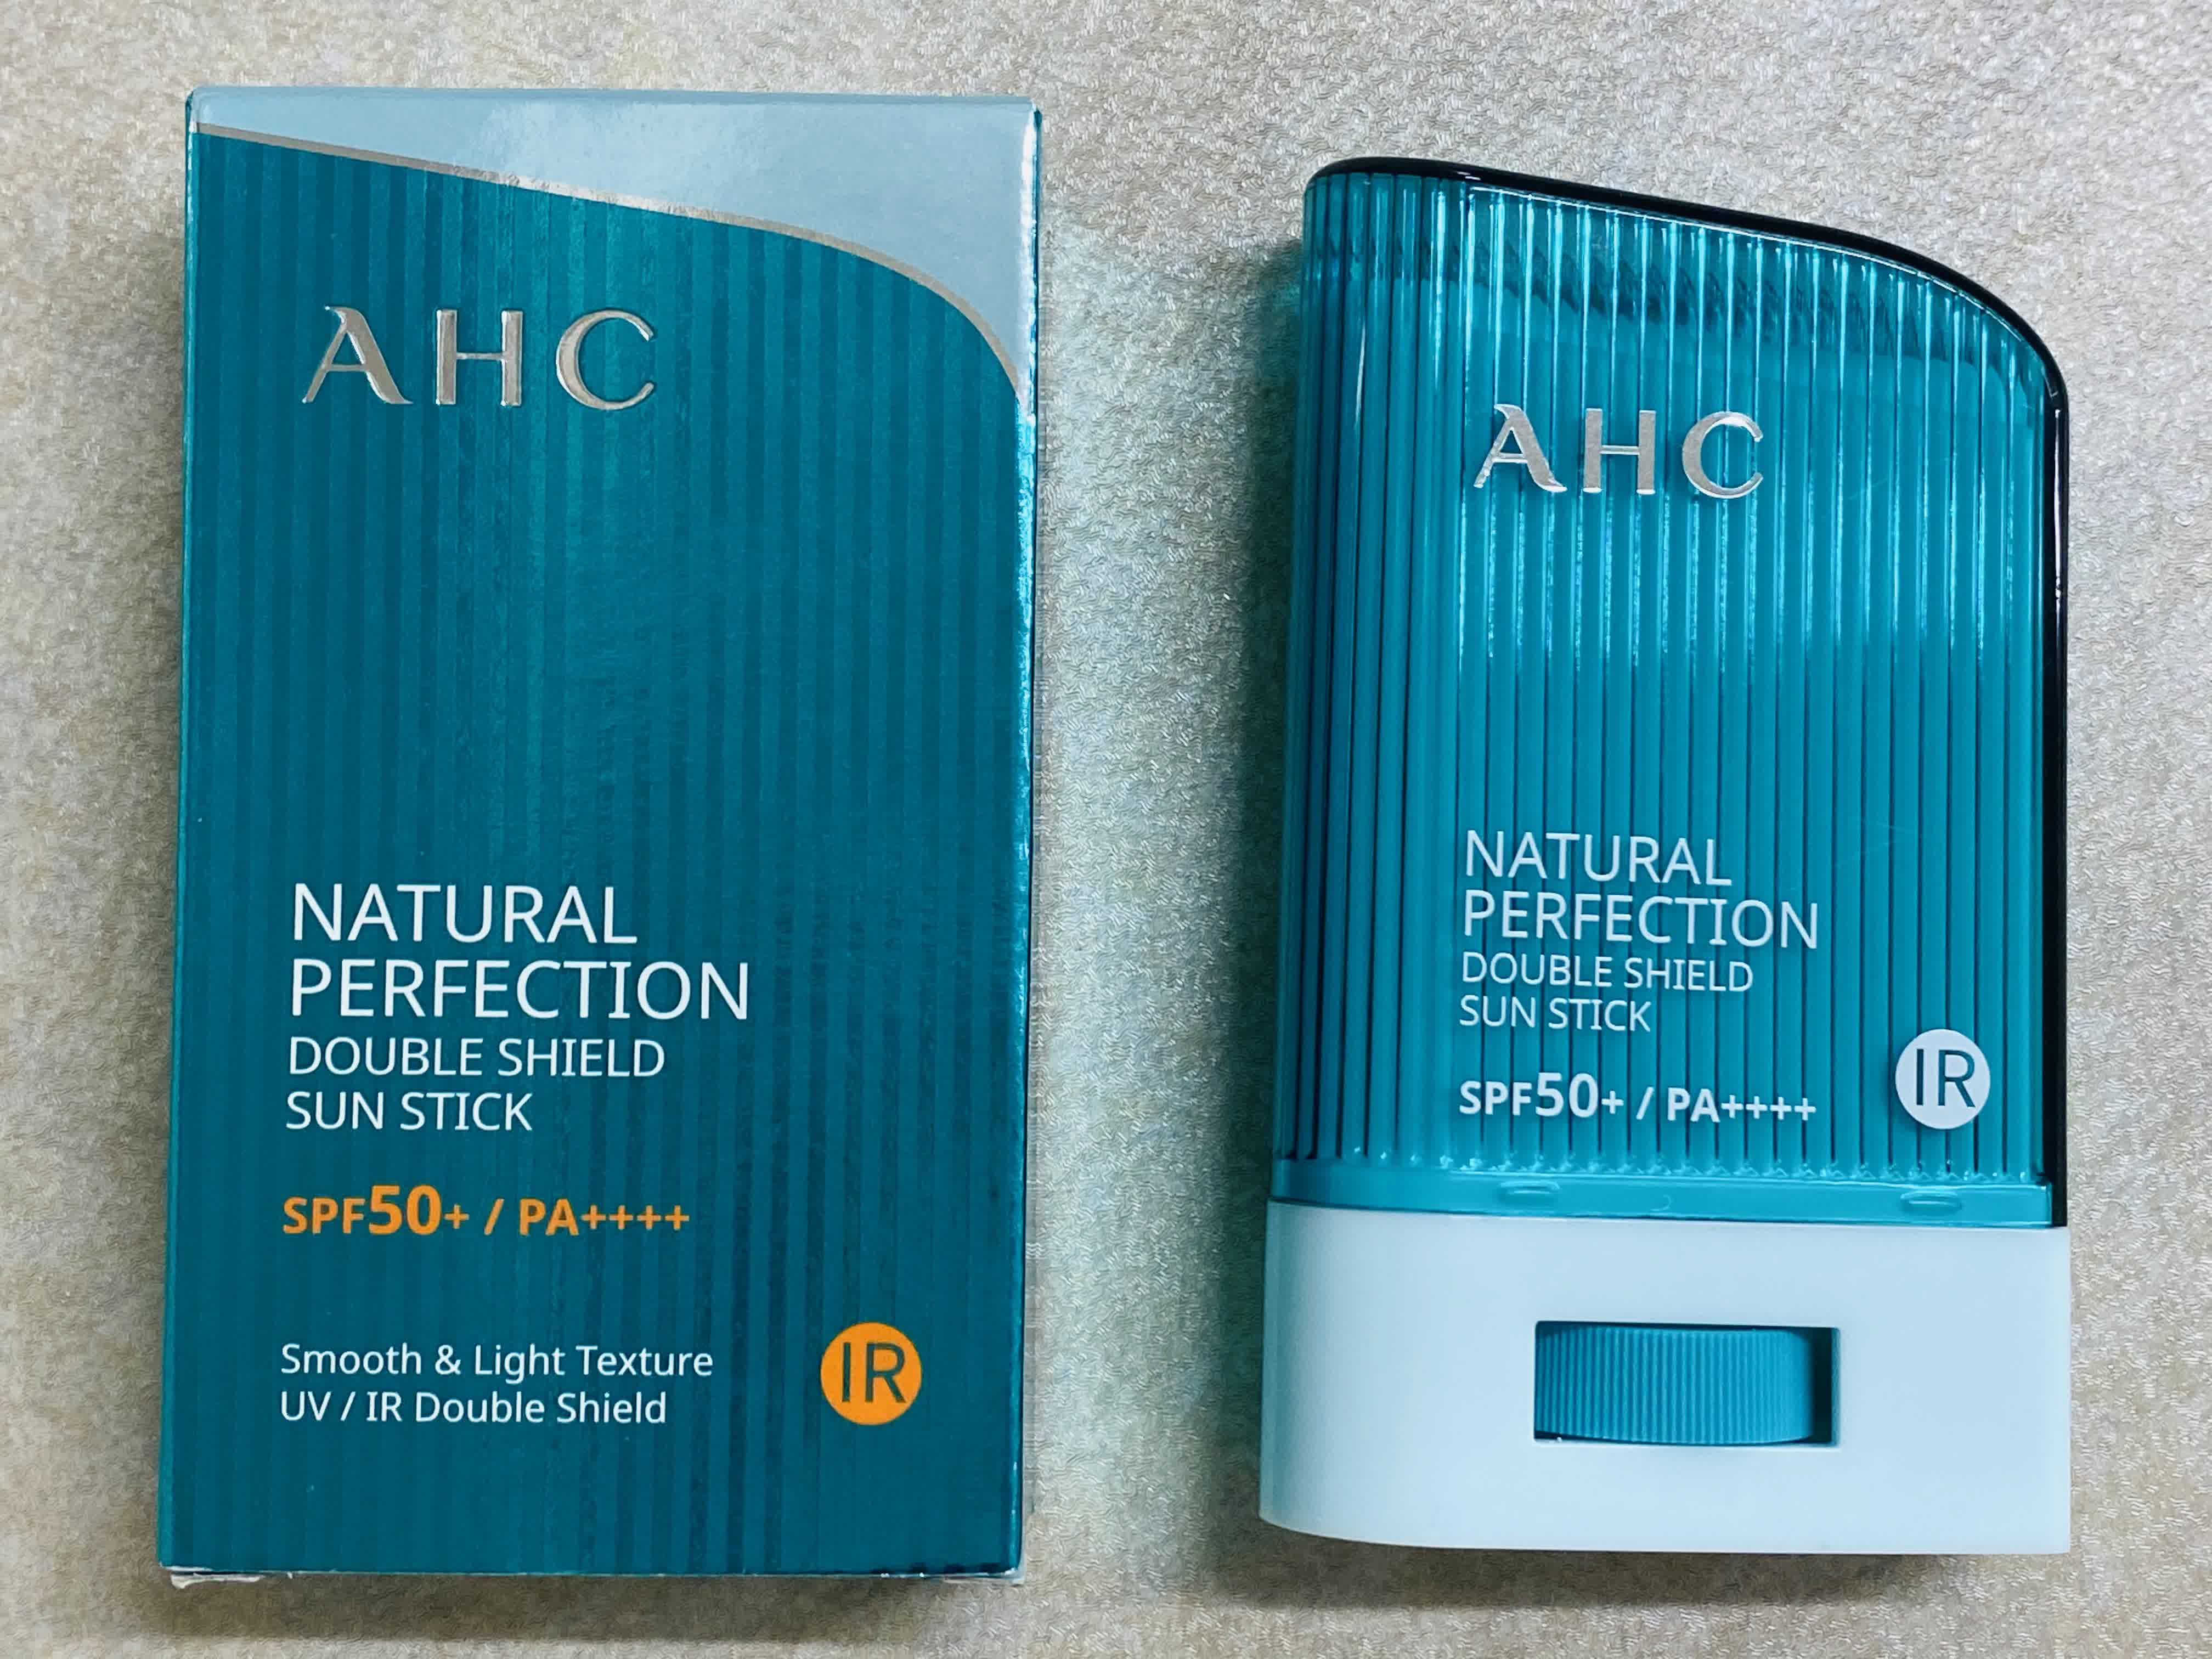 AHC
NATURAL
PERFECTION
DOUBLE SHIELD
SUN STICK
SPF50+ / PA++++
Smooth & Light Texture
UV / IR Double Shield
IR
AHC
NATURAL
PERFECTION
DOUBLE SHIELD
SUN STICK
SPF50+ / PA++++
IR